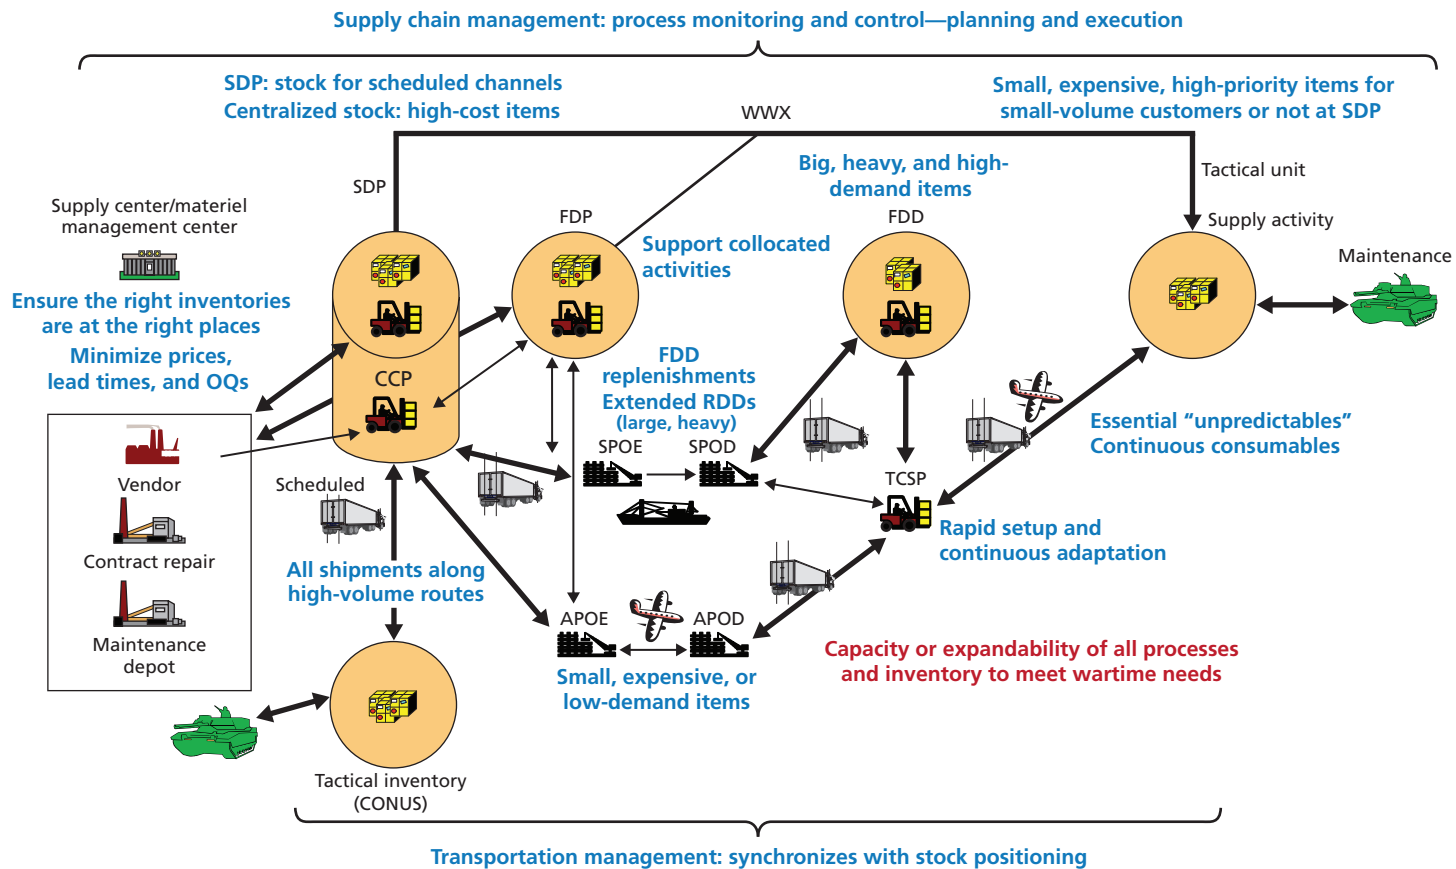 Supply chain management: process monitoring and control—planning and execution
SDP: stock for scheduled channels
Centralized stock: high-cost items
Small, expensive, high-priority items for
small-volume customers or not at SDP
WWX
Big, heavy, and high-
demand items
Tactical unit
SDP
Supply center/materiel
management center
FDP
FDD
Supply activity
Support collocated
activities
Maintenance
Ensure the right inventories
are at the right places
Minimize prices,
lead times, and OQs
CCP
FDD
replenishments
Extended RDDs
(large, heavy)
Essential “unpredictables”
Continuous consumables
SPOE
SPOD
TCSP
Vendor
Scheduled
Contract repair
Rapid setup and
continuous adaptation
All shipments along
high-volume routes
APOE
APOD
Maintenance
depot
Capacity or expandability of all processes
and inventory to meet wartime needs
Small, expensive, or
low-demand items
Tactical inventory
(CONUS)
Transportation management: synchronizes with stock positioning